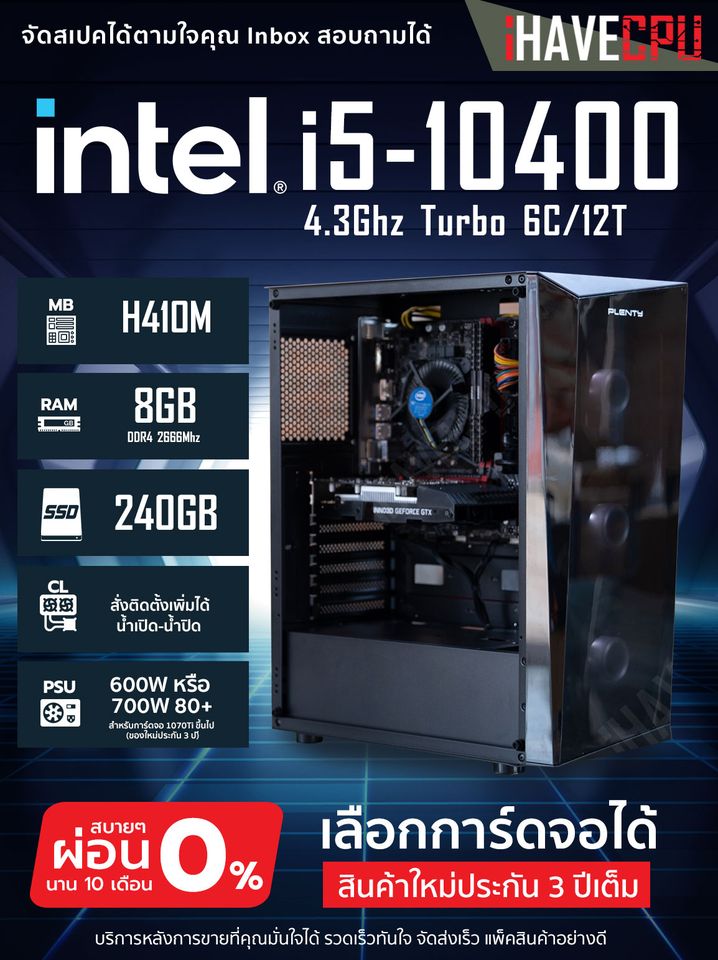 จัดสเปคได้ตามใจคุณ Inbox สอบถามได้
iHAVECPU
intel® i5-10400
4.3Ghz Turbo 6C/12T
MB
H410M
RAM
GB
8GB
DDR4 2666Mhz
SSD
240GB
CL
สั่งติดตั้งเพิ่มได้
น้ำเปิด-น้ำปิด
PSU
600W หรือ
700W 80+
สำหรับการ์ดจอ 1070Ti ขึ้นไป
(ของใหม่ประกัน 3 ปี)
PLENTY
intel
INNO3D GEFORCE GTX
สบายๆ
ผ่อน 0%
นาน 10 เดือน
เลือกการ์ดจอได้
สินค้าใหม่ประกัน 3 ปีเต็ม
บริการหลังการขายที่คุณมั่นใจได้ รวดเร็วทันใจ จัดส่งเร็ว แพ็คสินค้าอย่างดี